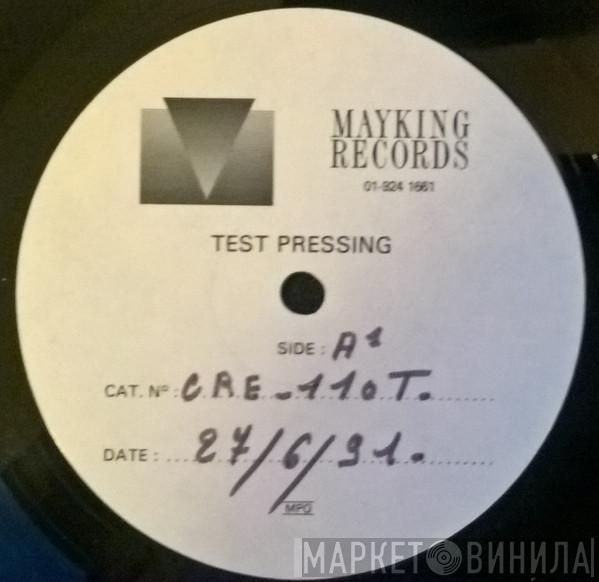 MAYKING
RECORDS
01-924 1661
TEST PRESSING
SIDE : A1
CAT. Nº : CRE-110T.
DATE : ... 27/6/91.
MPO
МАРКЕТ ВИНИЛА